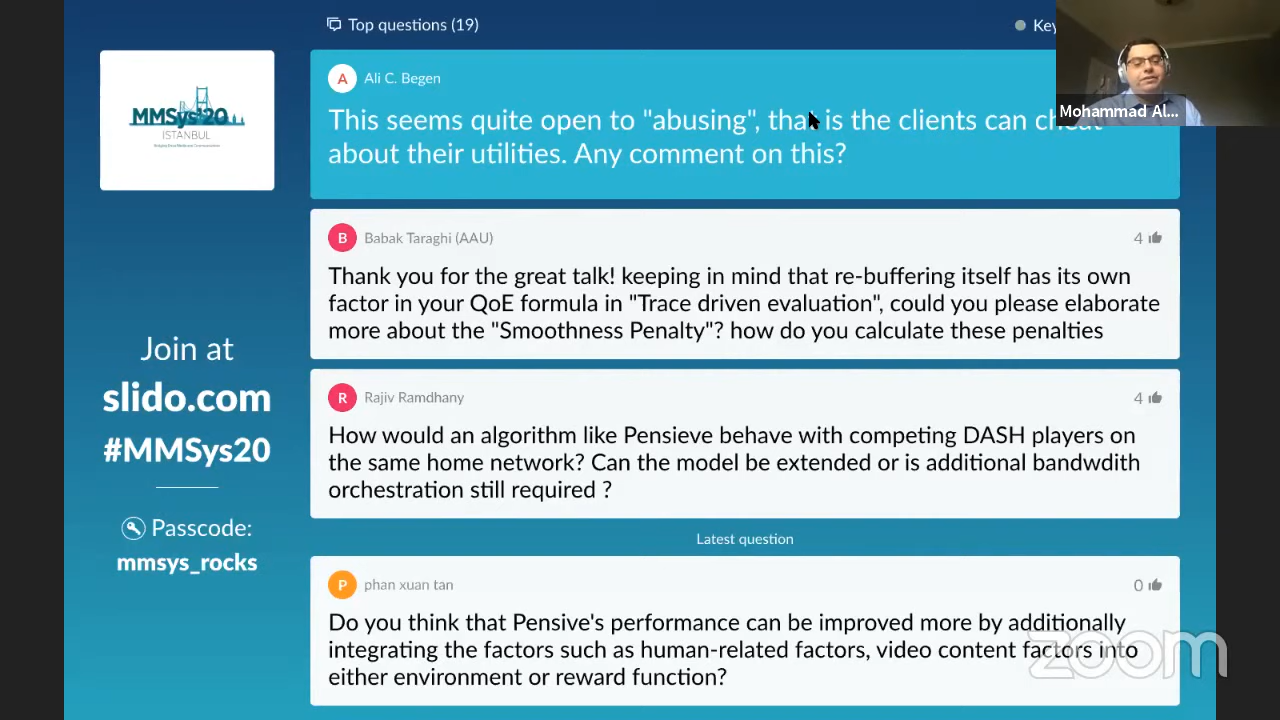 Top questions (19)
Key
MMSys'20
İSTANBUL
A Ali C. Begen
This seems quite open to "abusing", that is the clients can cheat
about their utilities. Any comment on this?
Mohammad Al...
B Babak Taraghi (AAU)
4
Thank you for the great talk! keeping in mind that re-buffering itself has its own
factor in your QoE formula in "Trace driven evaluation", could you please elaborate
more about the "Smoothness Penalty"? how do you calculate these penalties
Join at
slido.com
#MMSys20
Passcode:
mmsys_rocks
R Rajiv Ramdhany
4
How would an algorithm like Pensieve behave with competing DASH players on
the same home network? Can the model be extended or is additional bandwdith
orchestration still required ?
Latest question
P phan xuan tan
0
Do you think that Pensive's performance can be improved more by additionally
integrating the factors such as human-related factors, video content factors into
either environment or reward function?
zoom